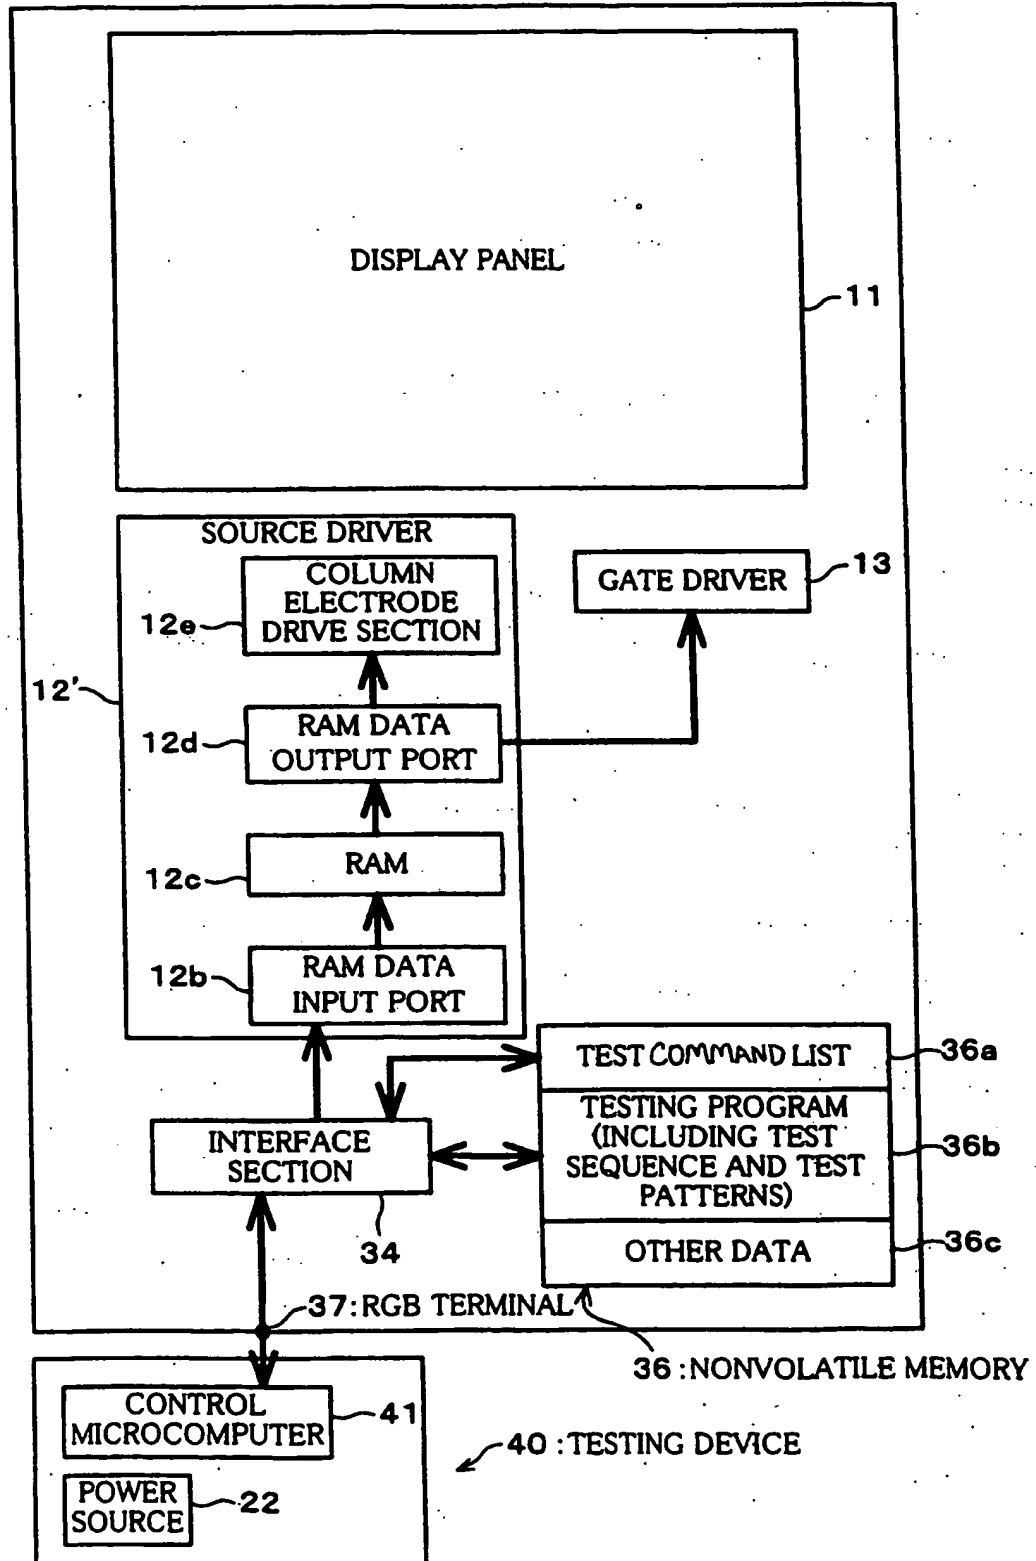 DISPLAY PANEL
11
SOURCE DRIVER
COLUMN
ELECTRODE
DRIVE SECTION
12e
GATE DRIVER
13
12'
RAM DATA
OUTPUT PORT
12d
RAM
12c
RAM DATA
INPUT PORT
12b
TEST COMMAND LIST
36a
TESTING PROGRAM
(INCLUDING TEST
SEQUENCE AND TEST
PATTERNS)
36b
INTERFACE
SECTION
34
OTHER DATA
36c
37:RGB TERMINAL
36:NONVOLATILE MEMORY
CONTROL
MICROCOMPUTER
41
40:TESTING DEVICE
POWER
SOURCE
22